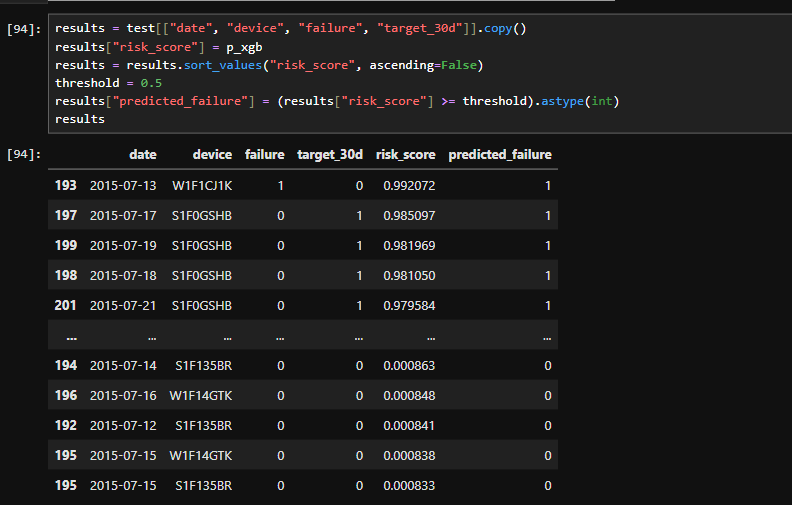 [94]: results = test[["date", "device", "failure", "target_30d"]].copy()
results["risk_score"] = p_xgb
results = results.sort_values("risk_score", ascending=False)
threshold = 0.5
results["predicted_failure"] = (results["risk_score"] >= threshold).astype(int)
results
[94]: date device failure target_30d risk_score predicted_failure
193 2015-07-13 W1F1CJ1K 1 0 0.992072 1
197 2015-07-17 S1F0GSHB 0 1 0.985097 1
199 2015-07-19 S1F0GSHB 0 1 0.981969 1
198 2015-07-18 S1F0GSHB 0 1 0.981050 1
201 2015-07-21 S1F0GSHB 0 1 0.979584 1
... ... ... ... ... ... ...
194 2015-07-14 S1F135BR 0 0 0.000863 0
196 2015-07-16 W1F14GTK 0 0 0.000848 0
192 2015-07-12 S1F135BR 0 0 0.000841 0
195 2015-07-15 W1F14GTK 0 0 0.000838 0
195 2015-07-15 S1F135BR 0 0 0.000833 0